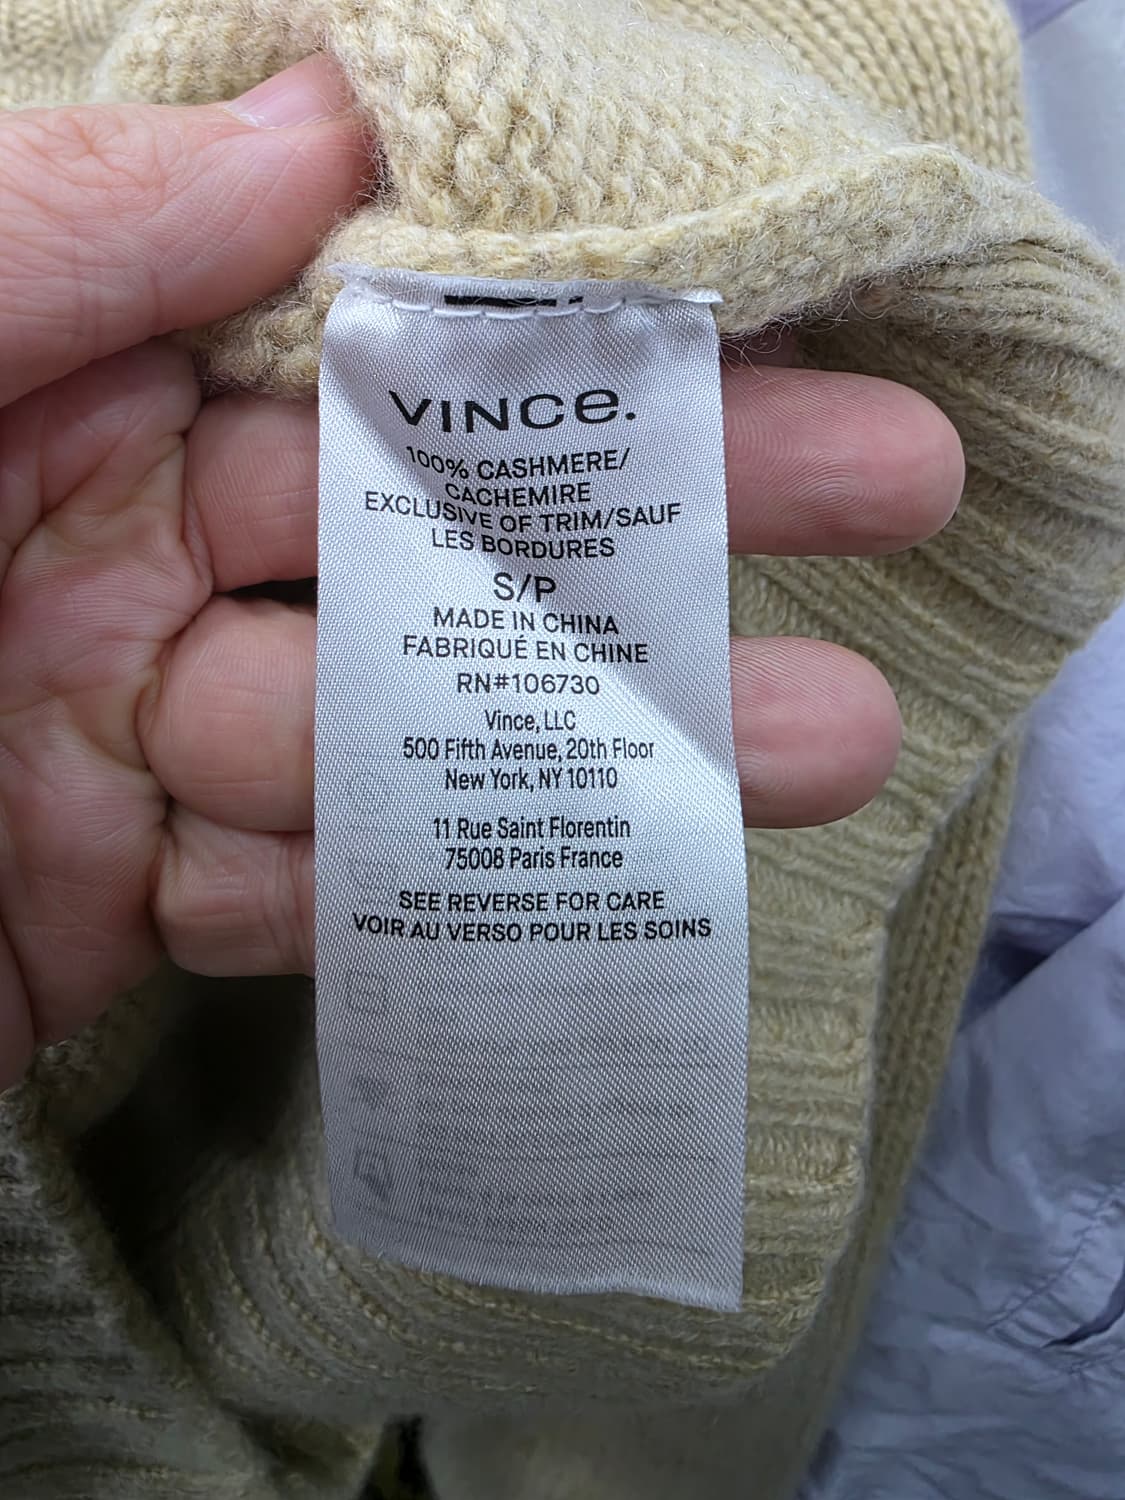 VINCe.
100% CASHMERE/
CACHEMIRE
EXCLUSIVE OF TRIM/SAUF
LES BORDURES
S/P
MADE IN CHINA
FABRIQUÉ EN CHINE
RN#106730
Vince, LLC
500 Fifth Avenue, 20th Floor
New York, NY 10110
11 Rue Saint Florentin
75008 Paris France
SEE REVERSE FOR CARE
VOIR AU VERSO POUR LES SOINS